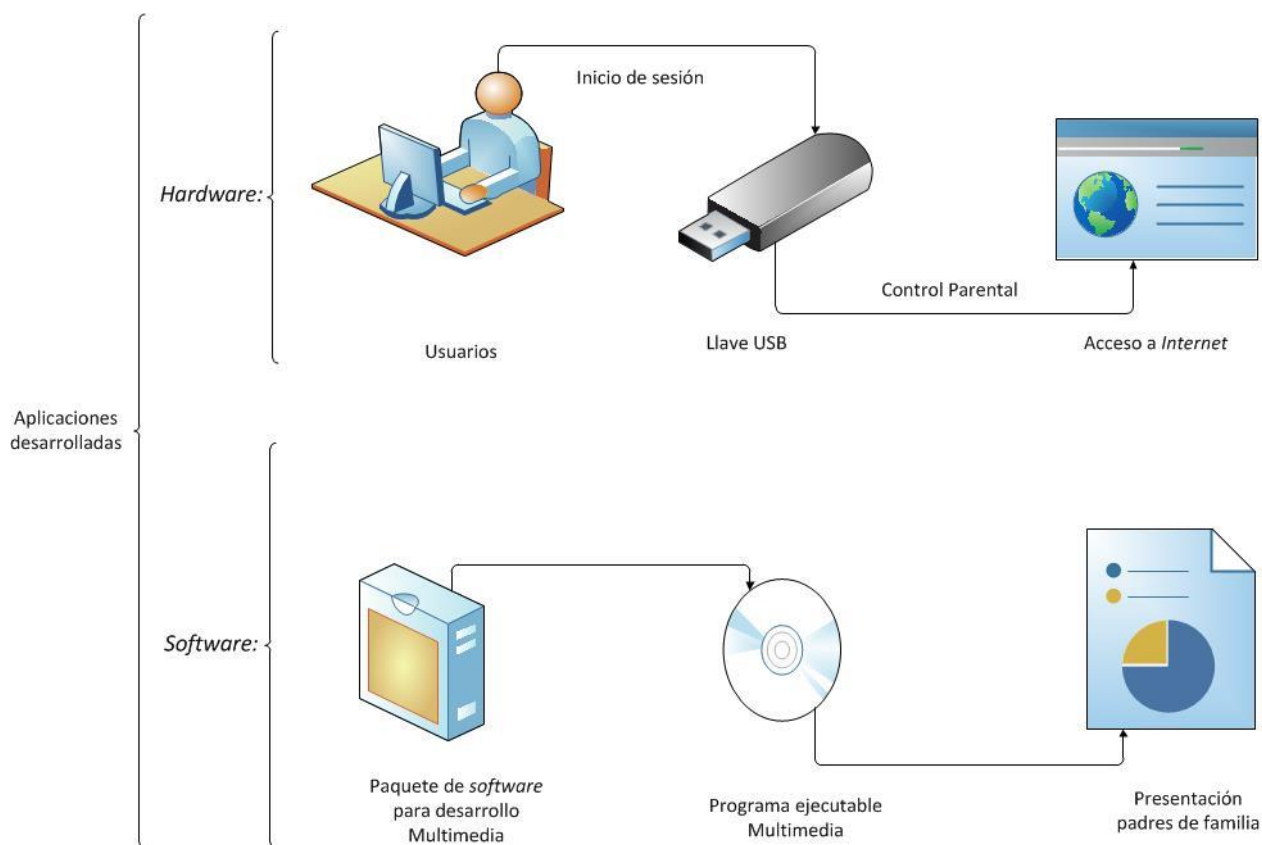 Inicio de sesión
Hardware:
Control Parental
Usuarios
Llave USB
Acceso a Internet
Aplicaciones
desarrolladas
Software:
Paquete de software
para desarrollo
Multimedia
Programa ejecutable
Multimedia
Presentación
padres de familia